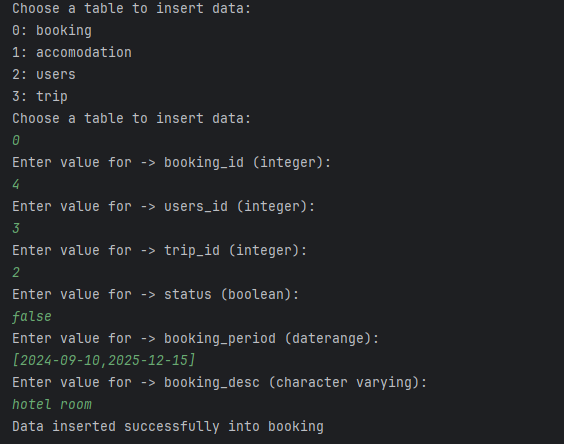 Choose a table to insert data:
0: booking
1: accomodation
2: users
3: trip
Choose a table to insert data:
0
Enter value for -> booking_id (integer):
4
Enter value for -> users_id (integer):
3
Enter value for -> trip_id (integer):
2
Enter value for -> status (boolean):
false
Enter value for -> booking_period (daterange):
[2024-09-10,2025-12-15]
Enter value for -> booking_desc (character varying):
hotel room
Data inserted successfully into booking